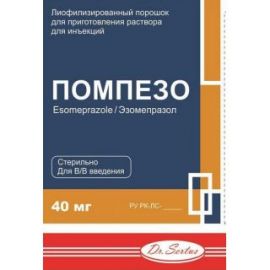 Лиофилизированный порошок
для приготовления раствора
для инъекций
ПОМПЕЗО
Esomeprazole / Эзомепразол
Стерильно
Для В/В введения
40 мг
РУ РК-ЛС-_____
Dr. Sertus